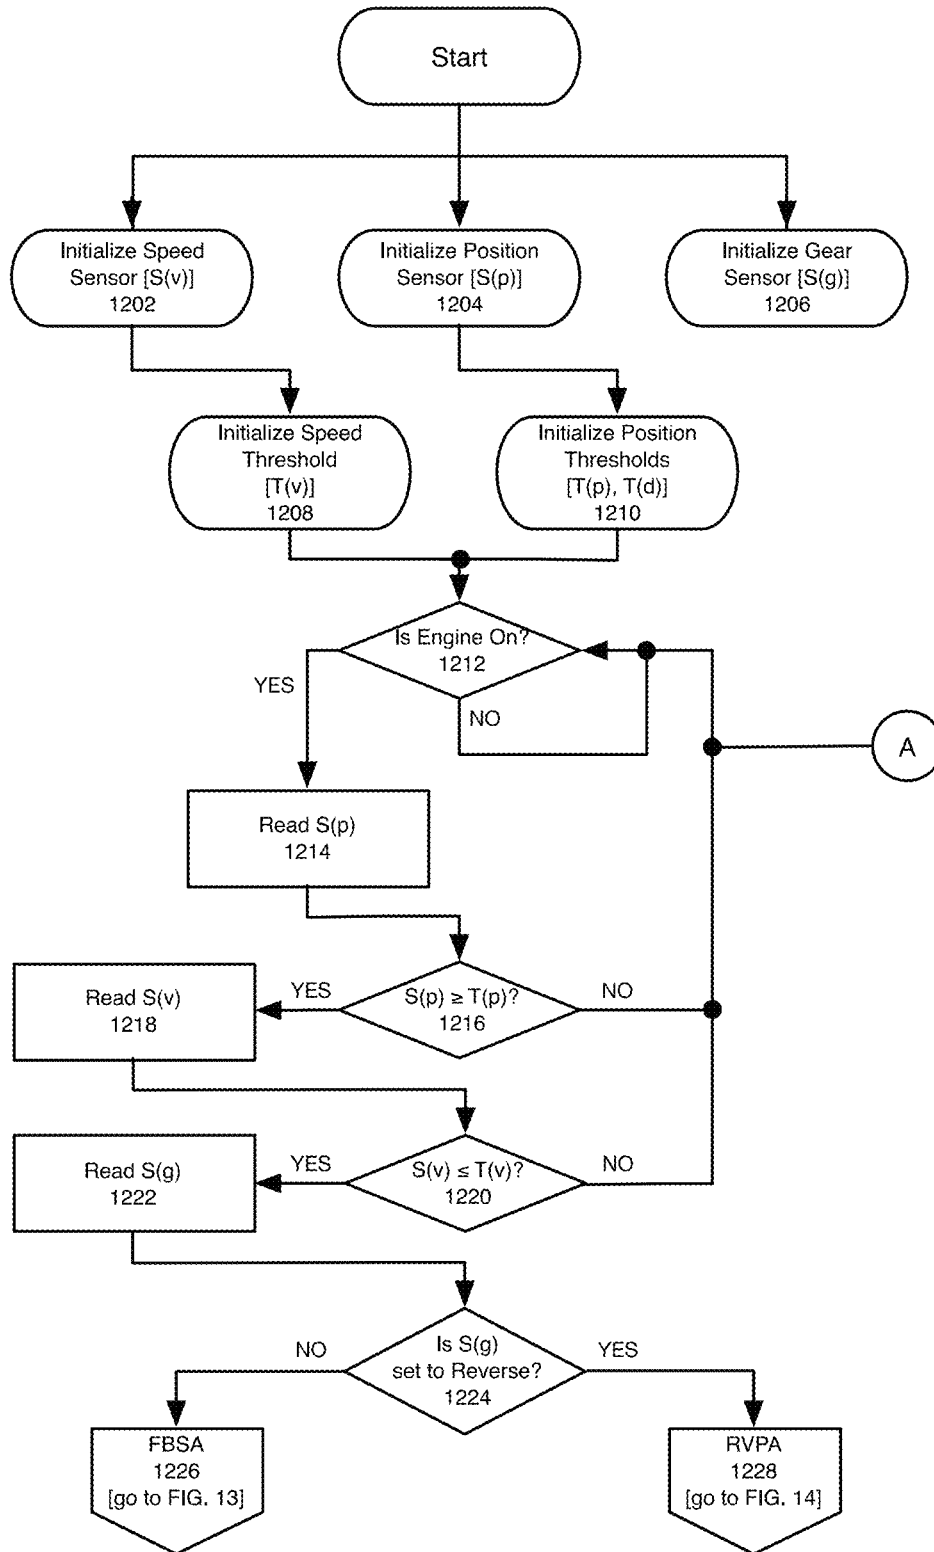 Start
Initialize Speed
Sensor [S(v)]
1202
Initialize Position
Sensor [S(p)]
1204
Initialize Gear
Sensor [S(g)]
1206
Initialize Speed
Threshold
[T(v)]
1208
Initialize Position
Thresholds
[T(p), T(d)]
1210
Is Engine On?
1212
YES
NO
A
Read S(p)
1214
Read S(v)
1218
YES
S(p) ≥ T(p)?
1216
NO
Read S(g)
1222
YES
S(v) ≤ T(v)?
1220
NO
NO
Is S(g)
set to Reverse?
1224
YES
FBSA
1226
[go to FIG. 13]
RVPA
1228
[go to FIG. 14]